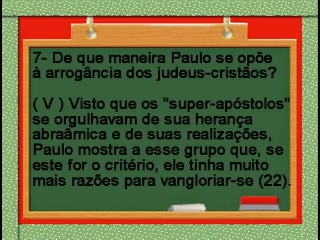 7- De que maneira Paulo se opõe
à arrogância dos judeus-cristãos?
( V ) Visto que os "super-apóstolos"
se orgulhavam de sua herança
abraâmica e de suas realizações,
Paulo mostra a esse grupo que, se
este for o critério, ele tinha muito
mais razões para vangloriar-se (22).